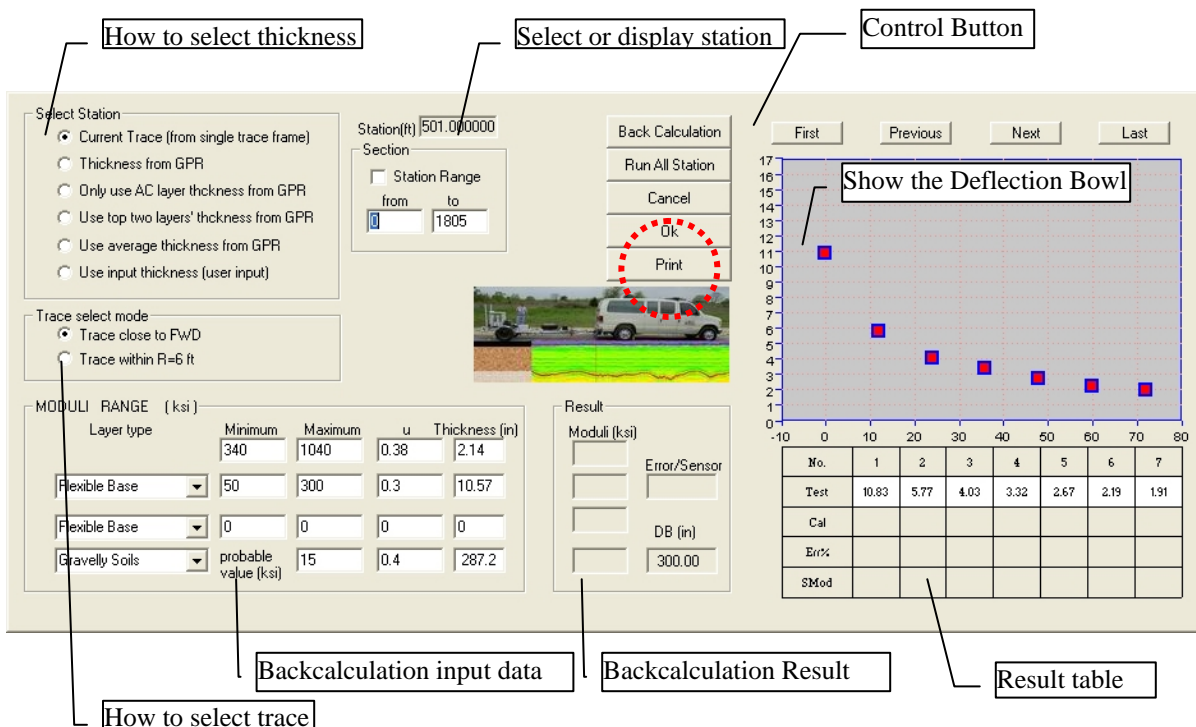 How to select thickness
Select or display station
Control Button
Select Station
Current Trace (from single trace frame)
Thickness from GPR
Only use AC layer thckness from GPR
Use top two layers' thckness from GPR
Use average thickness from GPR
Use input thickness (user input)
Station(ft) 501.000000
Section
Station Range
from to
0 1805
Back Calculation
Run All Station
Cancel
Ok
Print
First Previous Next Last
Show the Deflection Bowl
17
16
15
14
13
12
11
10
9
8
7
6
5
4
3
2
1
0
-10 0 10 20 30 40 50 60 70 80
Trace select mode
Trace close to FWD
Trace within R=6 ft
MODULI RANGE (ksi)
Layer type Minimum Maximum u Thickness (in)
340 1040 0.38 2.14
Flexible Base 50 300 0.3 10.57
Flexible Base 0 0 0 0
Gravelly Soils probable value (ksi) 15 0.4 287.2
Result
Moduli (ksi)
Error/Sensor
DB (in)
300.00
No. 1 2 3 4 5 6 7
Test 10.83 5.77 4.03 3.32 2.67 2.19 1.91
Cal
Err%
SMod
Backcalculation input data
Backcalculation Result
Result table
How to select trace